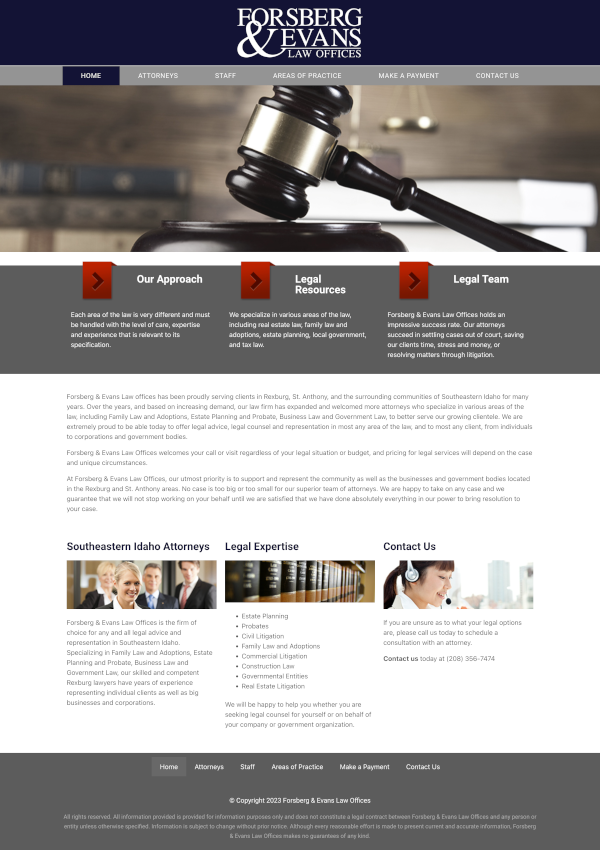 FORSBERG
& EVANS
LAW OFFICES
HOME ATTORNEYS STAFF AREAS OF PRACTICE MAKE A PAYMENT CONTACT US
Our Approach
Each area of the law is very different and must
be handled with the level of care, expertise
and experience that is relevant to its
specification.
Legal
Resources
We specialize in various areas of the law,
including real estate law, family law and
adoptions, estate planning, local government,
and tax law.
Legal Team
Forsberg & Evans Law Offices holds an
impressive success rate. Our attorneys
succeed in settling cases out of court, saving
our clients time, stress and money, or
resolving matters through litigation.
Forsberg & Evans Law offices has been proudly serving clients in Rexburg, St. Anthony, and the surrounding communities of Southeastern Idaho for many
years. Over the years, and based on increasing demand, our law firm has expanded and welcomed more attorneys who specialize in various areas of the
law, including Family Law and Adoptions, Estate Planning and Probate, Business Law and Government Law, to better serve our growing clientele. We are
extremely proud to be able today to offer legal advice, legal counsel and representation in most any area of the law, and to most any client, from individuals
to corporations and government bodies.
Forsberg & Evans Law Offices welcomes your call or visit regardless of your legal situation or budget, and pricing for legal services will depend on the case
and unique circumstances.
At Forsberg & Evans Law Offices, our utmost priority is to support and represent the community as well as the businesses and government bodies located
in the Rexburg and St. Anthony areas. No case is too big or too small for our superior team of attorneys. We are happy to take on any case and we
guarantee that we will not stop working on your behalf until we are satisfied that we have done absolutely everything in our power to bring resolution to
your case.
Southeastern Idaho Attorneys
Forsberg & Evans Law Offices is the firm of
choice for any and all legal advice and
representation in Southeastern Idaho.
Specializing in Family Law and Adoptions, Estate
Planning and Probate, Business Law and
Government Law, our skilled and competent
Rexburg lawyers have years of experience
representing individual clients as well as big
businesses and corporations.
Legal Expertise
• Estate Planning
• Probates
• Civil Litigation
• Family Law and Adoptions
• Commercial Litigation
• Construction Law
• Governmental Entities
• Real Estate Litigation
We will be happy to help you whether you are
seeking legal counsel for yourself or on behalf of
your company or government organization.
Contact Us
If you are unsure as to what your legal options
are, please call us today to schedule a
consultation with an attorney.
Contact us today at (208) 356-7474
Home Attorneys Staff Areas of Practice Make a Payment Contact Us
© Copyright 2023 Forsberg & Evans Law Offices
All rights reserved. All information provided is provided for information purposes only and does not constitute a legal contract between Forsberg & Evans Law Offices and any person or
entity unless otherwise specified. Information is subject to change without prior notice. Although every reasonable effort is made to present current and accurate information, Forsberg
& Evans Law Offices makes no guarantees of any kind.